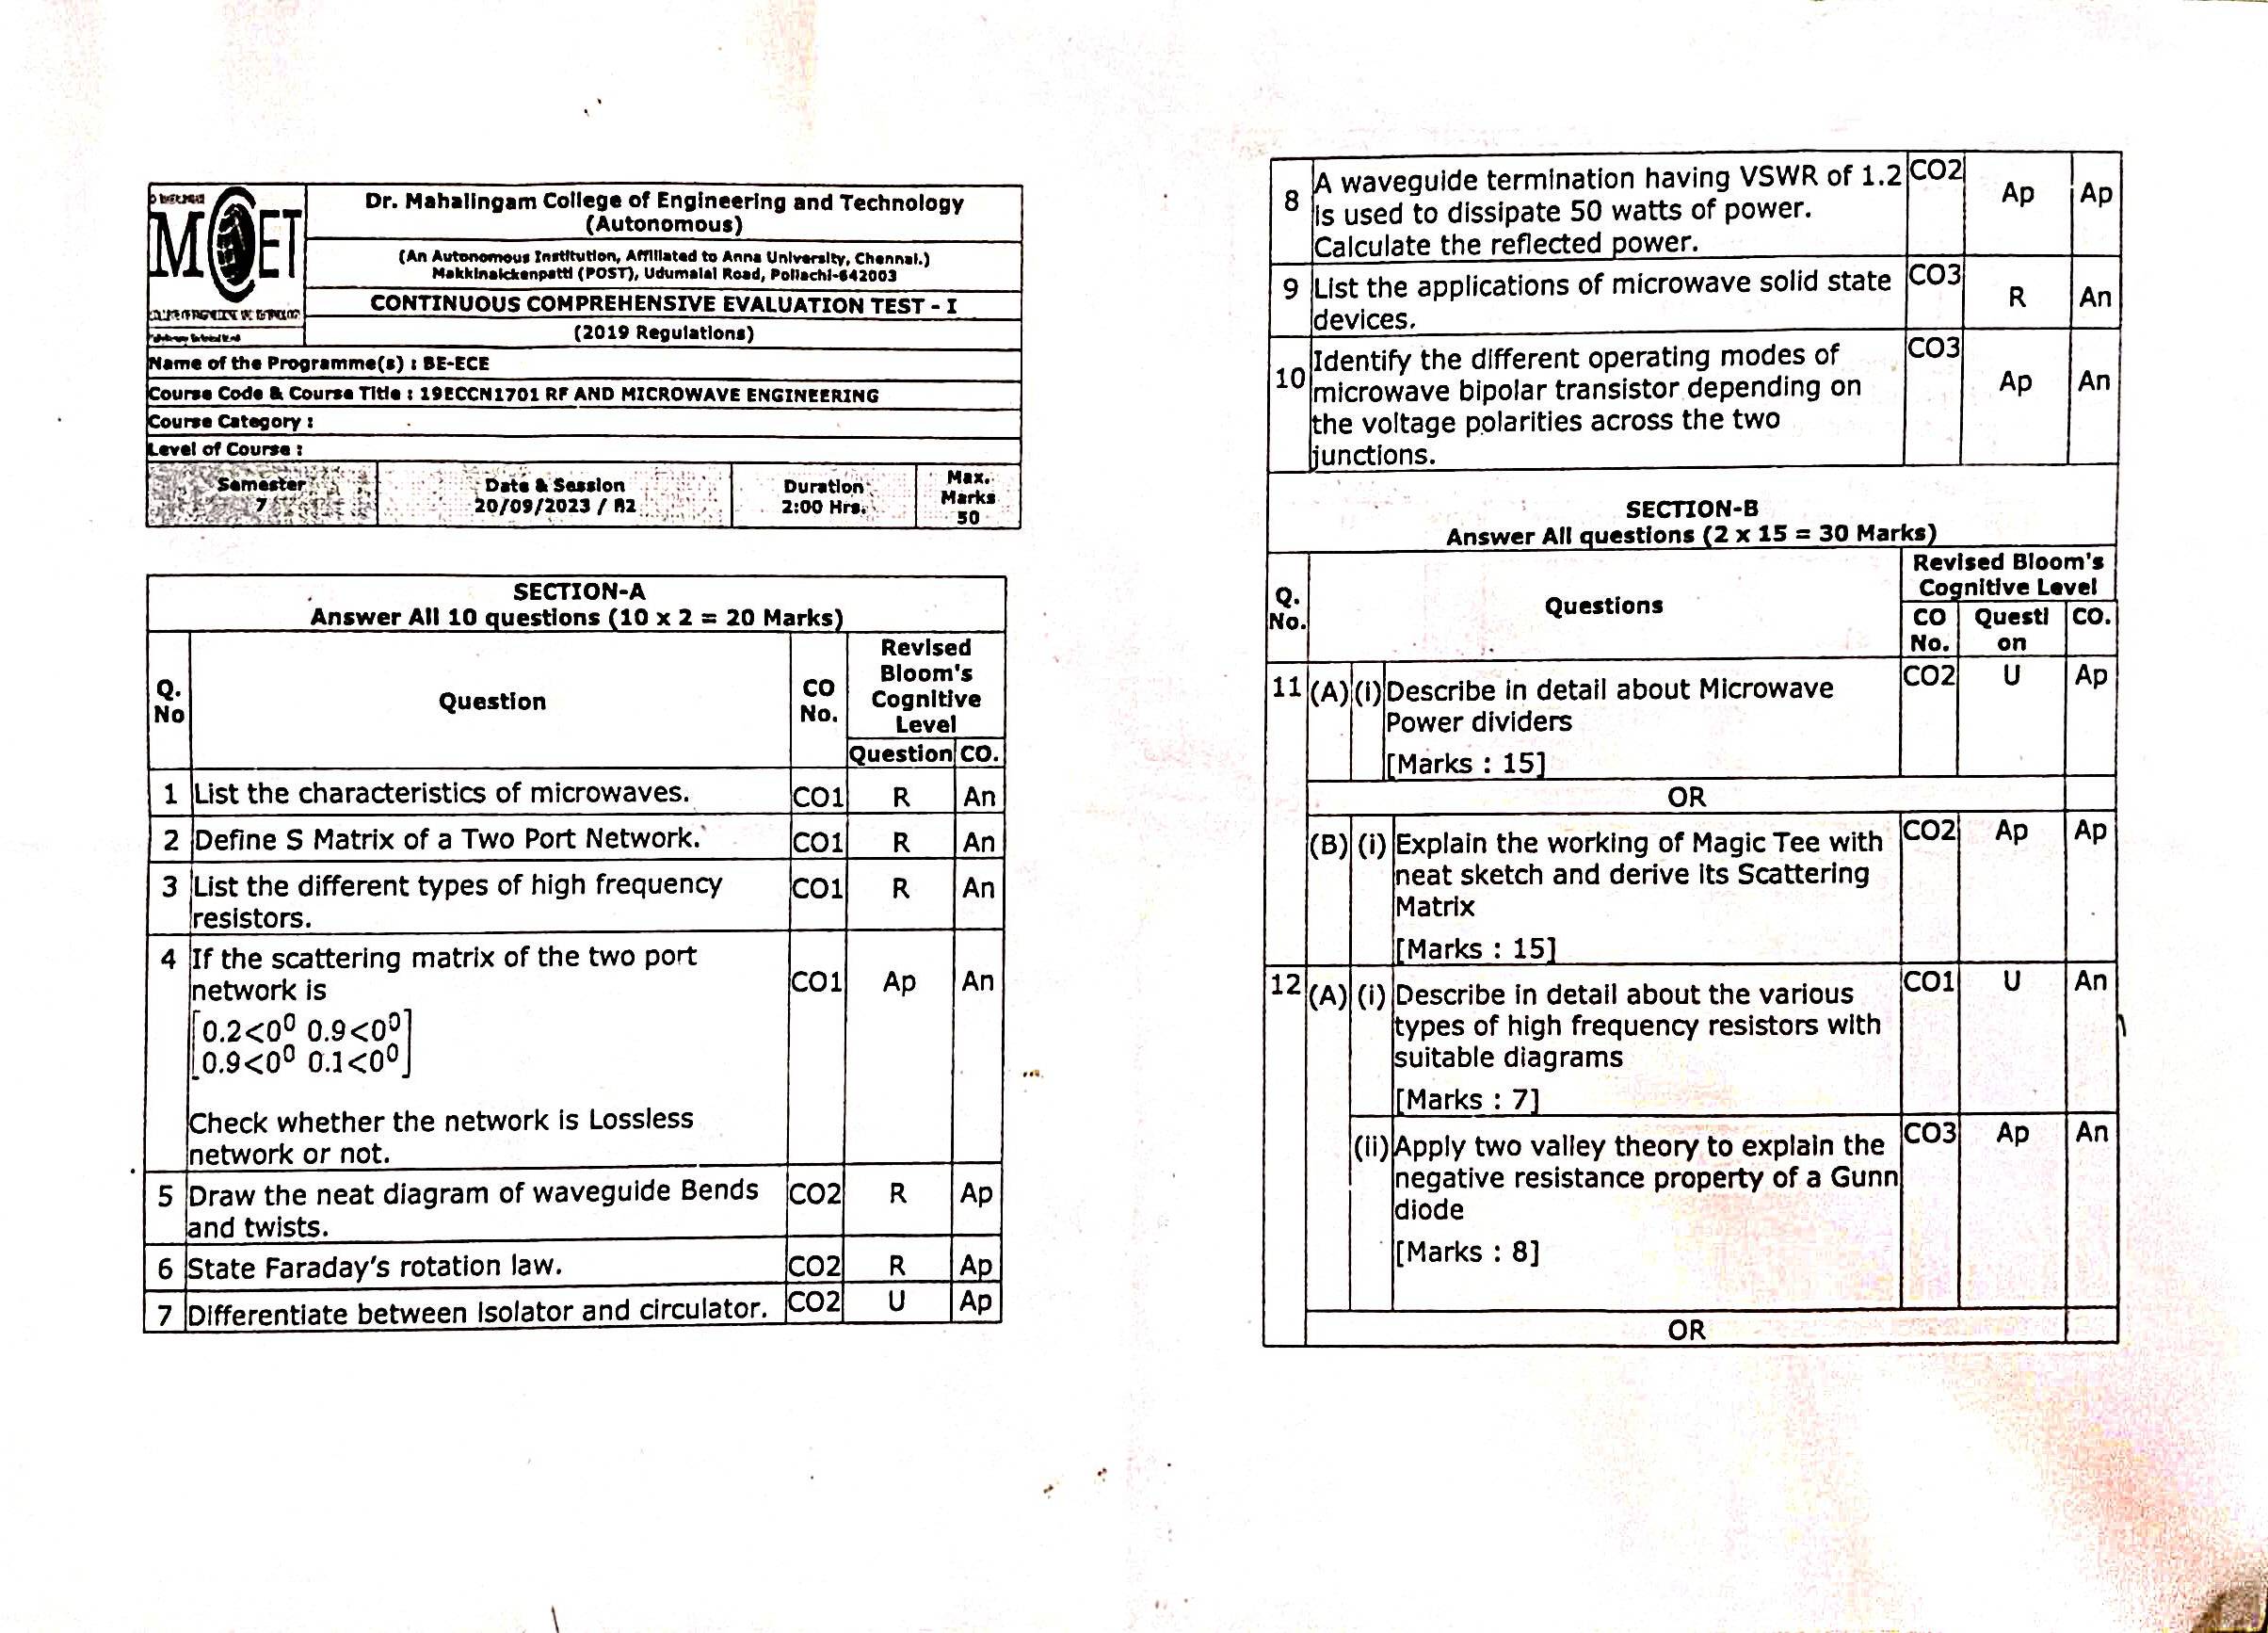 MCET
Dr. Mahalingam College of Engineering and Technology
(Autonomous)
(An Autonomous Institution, Affiliated to Anna University, Chennai.)
Makkinaickenpatti (POST), Udumalai Road, Pollachi-642003
CONTINUOUS COMPREHENSIVE EVALUATION TEST - I
(2019 Regulations)
Name of the Programme(s) : BE-ECE
Course Code & Course Title : 19ECCN1701 RF AND MICROWAVE ENGINEERING
Course Category :
Level of Course :
Semester
7
Date & Session
20/09/2023 /
Duration
2:00 Hrs.
Max.
Marks
50
SECTION-A
Answer All 10 questions (10 x 2 = 20 Marks)
Q.
No
Question
CO
No.
Revised
Bloom's
Cognitive
Level
Question CO.
1 List the characteristics of microwaves. CO1 R An
2 Define S Matrix of a Two Port Network. CO1 R An
3 List the different types of high frequency CO1 R An
resistors.
4 If the scattering matrix of the two port
network is CO1 Ap An
[0.2<0⁰ 0.9<0⁰]
[0.9<0⁰ 0.1<0⁰]
Check whether the network is Lossless
network or not.
5 Draw the neat diagram of waveguide Bends CO2 R Ap
and twists.
6 State Faraday's rotation law. CO2 R Ap
7 Differentiate between Isolator and circulator. CO2 U Ap
8 A waveguide termination having VSWR of 1.2 CO2 Ap Ap
is used to dissipate 50 watts of power.
Calculate the reflected power.
9 List the applications of microwave solid state CO3 R An
devices.
10 Identify the different operating modes of CO3 Ap An
microwave bipolar transistor depending on
the voltage polarities across the two
junctions.
SECTION-B
Answer All questions (2 x 15 = 30 Marks)
Q.
No.
Questions
Revised Bloom's
Cognitive Level
CO
No.
Questi
on
CO.
11 (A) (i) Describe in detail about Microwave CO2 U Ap
Power dividers
[Marks : 15]
OR
(B) (i) Explain the working of Magic Tee with CO2 Ap Ap
neat sketch and derive its Scattering
Matrix
[Marks : 15]
12 (A) (i) Describe in detail about the various CO1 U An
types of high frequency resistors with
suitable diagrams
[Marks : 7]
(ii) Apply two valley theory to explain the CO3 Ap An
negative resistance property of a Gunn
diode
[Marks : 8]
OR